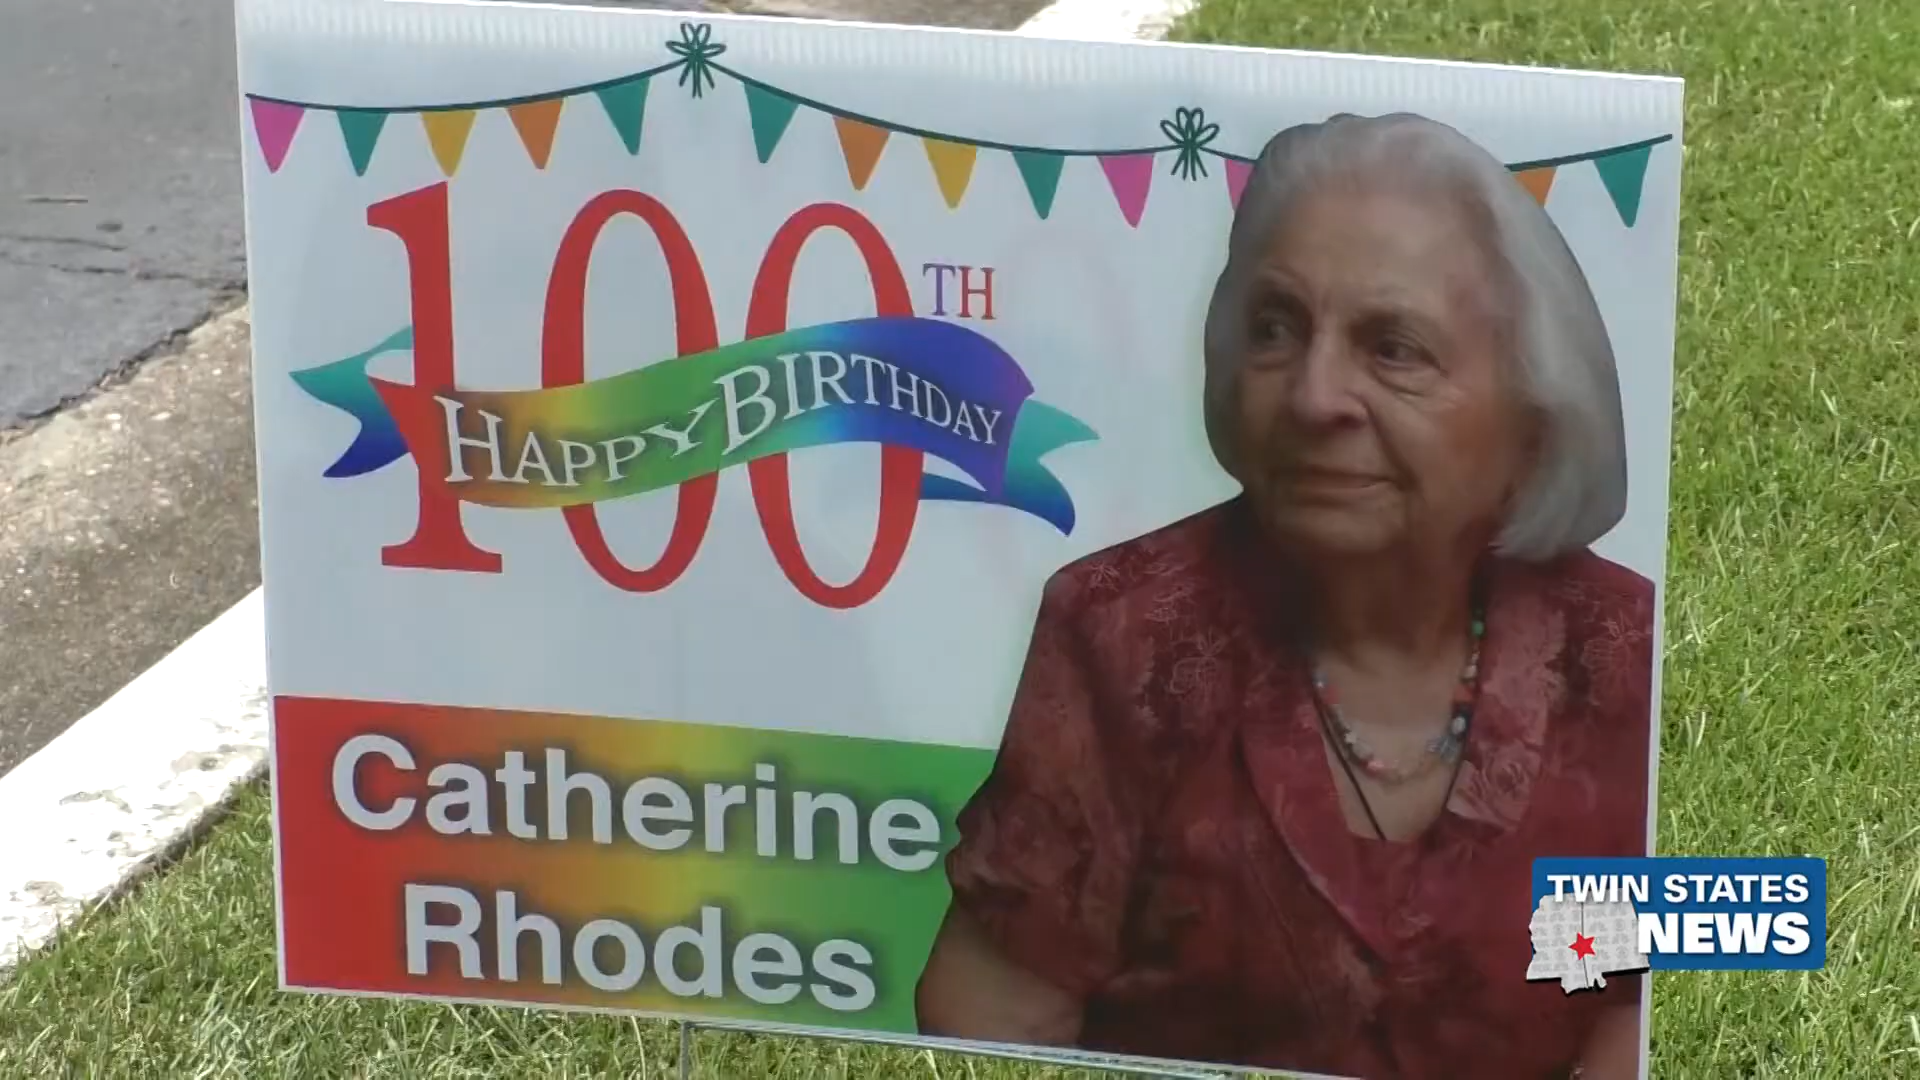 100TH
HAPPY BIRTHDAY
Catherine
Rhodes
TWIN STATES
NEWS